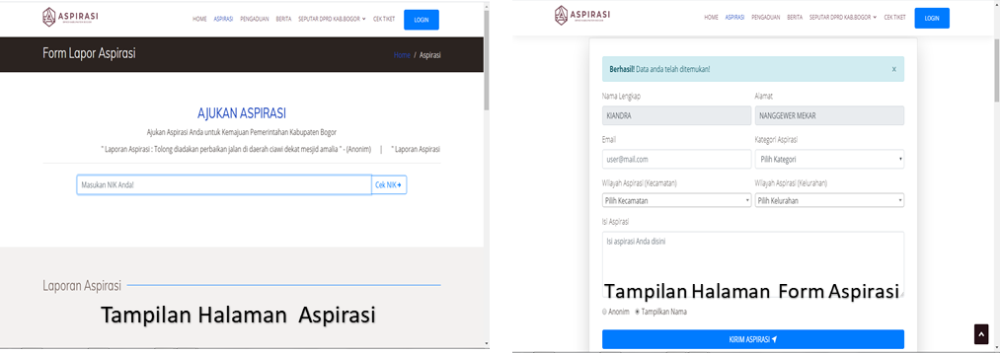 ASPIRASI
HOME ASPIRASI PENGADUAN BERITA SEPUTAR DPRD KAB.BOGOR CEK TIKET LOGIN
Form Lapor Aspirasi
Home / Aspirasi
AJUKAN ASPIRASI
Ajukan Aspirasi Anda untuk Kemajuan Pemerintahan Kabupaten Bogor
" Laporan Aspirasi : Tolong diadakan perbaikan jalan di daerah ciawi dekat mesjid amalia " - (Anonim) | " Laporan Aspirasi
Masukan NIK Anda! Cek NIK
Laporan Aspirasi
Tampilan Halaman Aspirasi
ASPIRASI
HOME ASPIRASI PENGADUAN BERITA SEPUTAR DPRD KAB.BOGOR CEK TIKET LOGIN
Berhasil! Data anda telah ditemukan! ×
Nama Lengkap Alamat
KIANDRA NANGGEWER MEKAR
Email Kategori Aspirasi
user@mail.com Pilih Kategori
Wilayah Aspirasi (Kecamatan) Wilayah Aspirasi (Kelurahan)
Pilih Kecamatan Pilih Kelurahan
Isi Aspirasi
Isi aspirasi Anda disini
Tampilan Halaman Form Aspirasi
Anonim Tampilkan Nama
KIRIM ASPIRASI